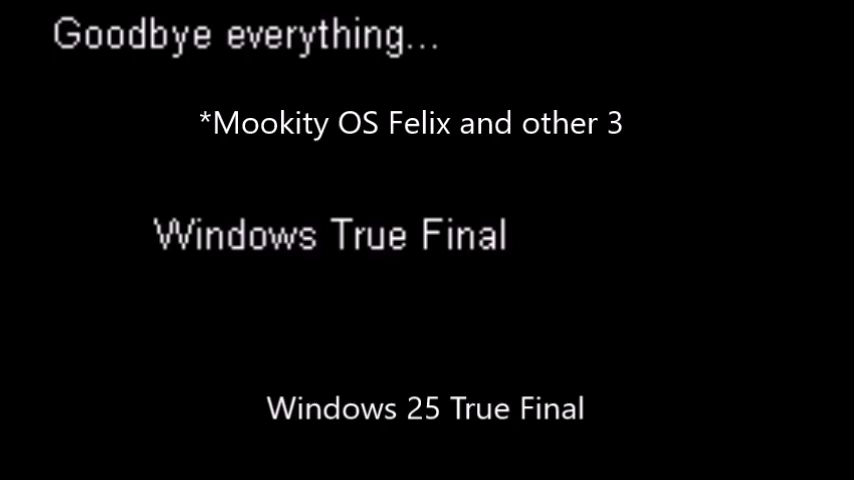 Goodbye everything...
*Mookity OS Felix and other 3
Windows True Final
Windows 25 True Final